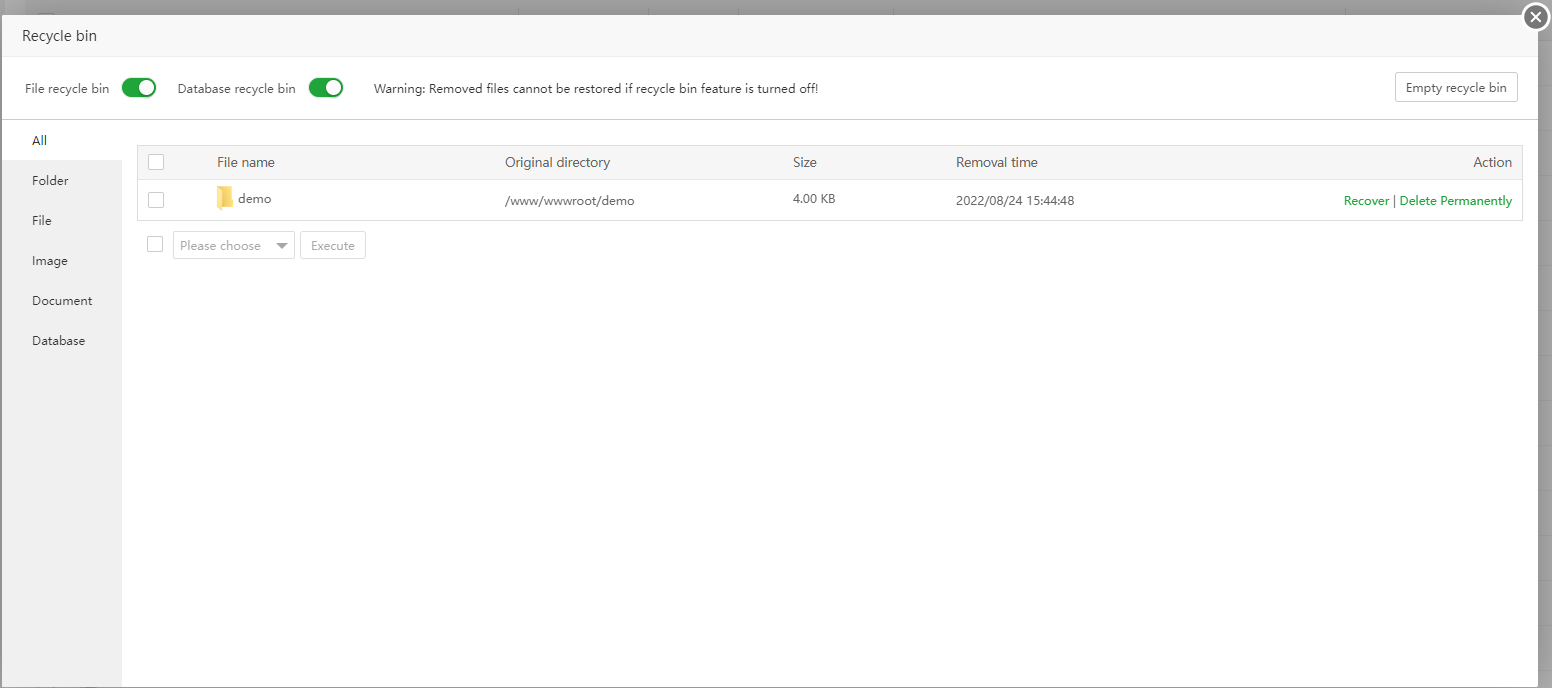 Recycle bin
File recycle bin Database recycle bin Warning: Removed files cannot be restored if recycle bin feature is turned off! Empty recycle bin
All
Folder
File
Image
Document
Database
File name Original directory Size Removal time Action
demo /www/wwwroot/demo 4.00 KB 2022/08/24 15:44:48 Recover | Delete Permanently
Please choose Execute